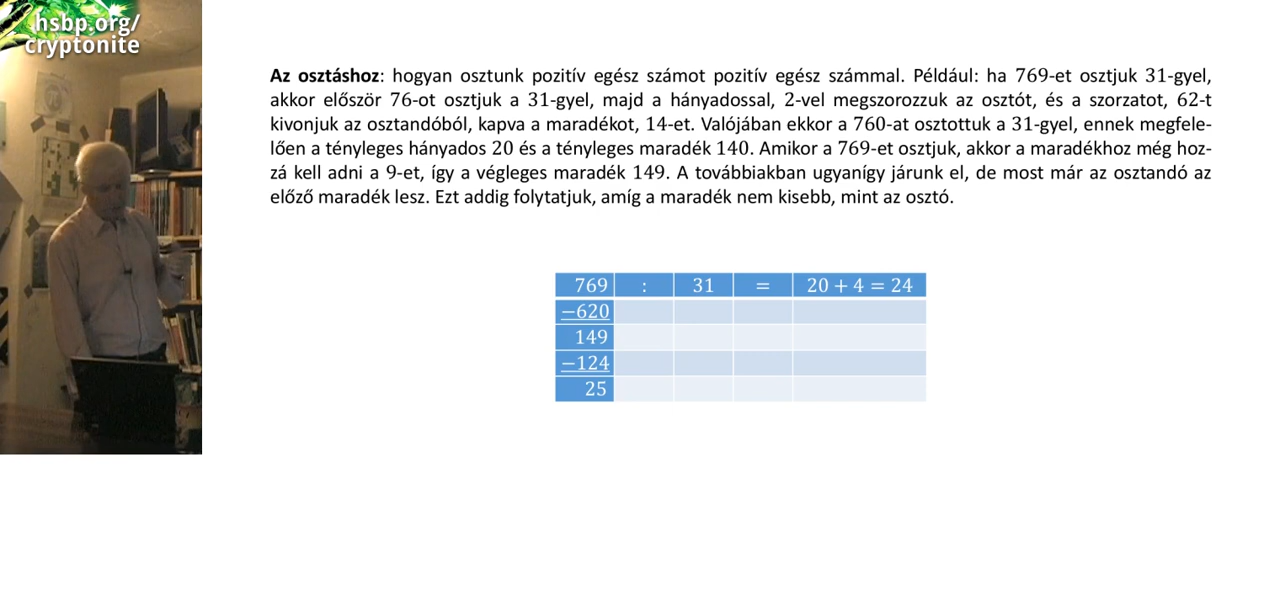 hsbp.org/
cryptonite
Az osztáshoz: hogyan osztunk pozitív egész számot pozitív egész számmal. Például: ha 769-et osztjuk 31-gyel,
akkor először 76-ot osztjuk a 31-gyel, majd a hányadossal, 2-vel megszorozzuk az osztót, és a szorzatot, 62-t
kivonjuk az osztandóból, kapva a maradékot, 14-et. Valójában ekkor a 760-at osztottuk a 31-gyel, ennek megfele-
lően a tényleges hányados 20 és a tényleges maradék 140. Amikor a 769-et osztjuk, akkor a maradékhoz még hoz-
zá kell adni a 9-et, így a végleges maradék 149. A továbbiakban ugyanígy járunk el, de most már az osztandó az
előző maradék lesz. Ezt addig folytatjuk, amíg a maradék nem kisebb, mint az osztó.
769 : 31 = 20 + 4 = 24
−620
149
−124
25